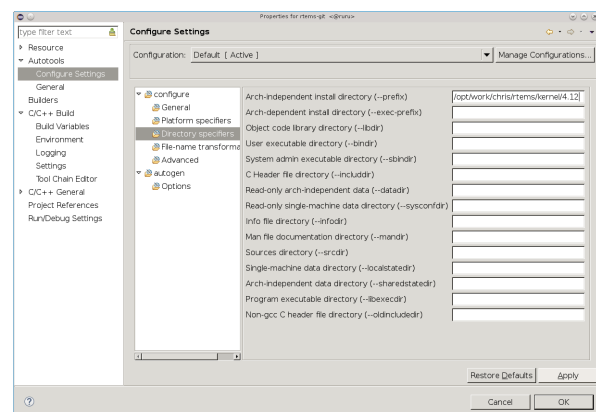 Properties for rtems-git <@ruru>
type filter text
Configure Settings
Resource
Autotools
Configure Settings
General
Builders
C/C++ Build
Build Variables
Environment
Logging
Settings
Tool Chain Editor
C/C++ General
Project References
Run/Debug Settings
Configuration: Default [ Active ]
Manage Configurations...
configure
General
Platform specifiers
Directory specifiers
File-name transforma
Advanced
autogen
Options
Arch-independent install directory (--prefix) /opt/work/chris/rtems/kernel/4.12
Arch-dependent install directory (--exec-prefix)
Object code library directory (--libdir)
User executable directory (--bindir)
System admin executable directory (--sbindir)
C Header file directory (--includdir)
Read-only arch-independent data (--datadir)
Read-only single-machine data directory (--sysconfdir)
Info file directory (--infodir)
Man file documentation directory (--mandir)
Sources directory (--srcdir)
Single-machine data directory (--localstatedir)
Arch-independent data directory (--sharedstatedir)
Program executable directory (--libexecdir)
Non-gcc C header file directory (--oldincludedir)
Restore Defaults
Apply
Cancel
OK